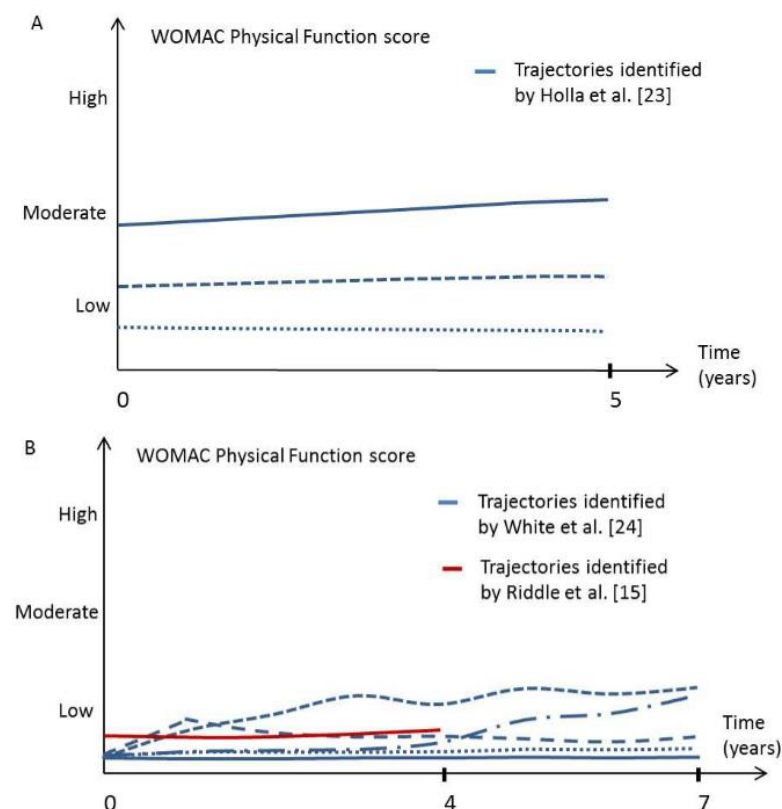 A
WOMAC Physical Function score
High
Trajectories identified
by Holla et al. [23]
Moderate
Low
Time
(years)
0
5
B
WOMAC Physical Function score
High
Trajectories identified
by White et al. [24]
Trajectories identified
by Riddle et al. [15]
Moderate
Low
Time
(years)
0
4
7